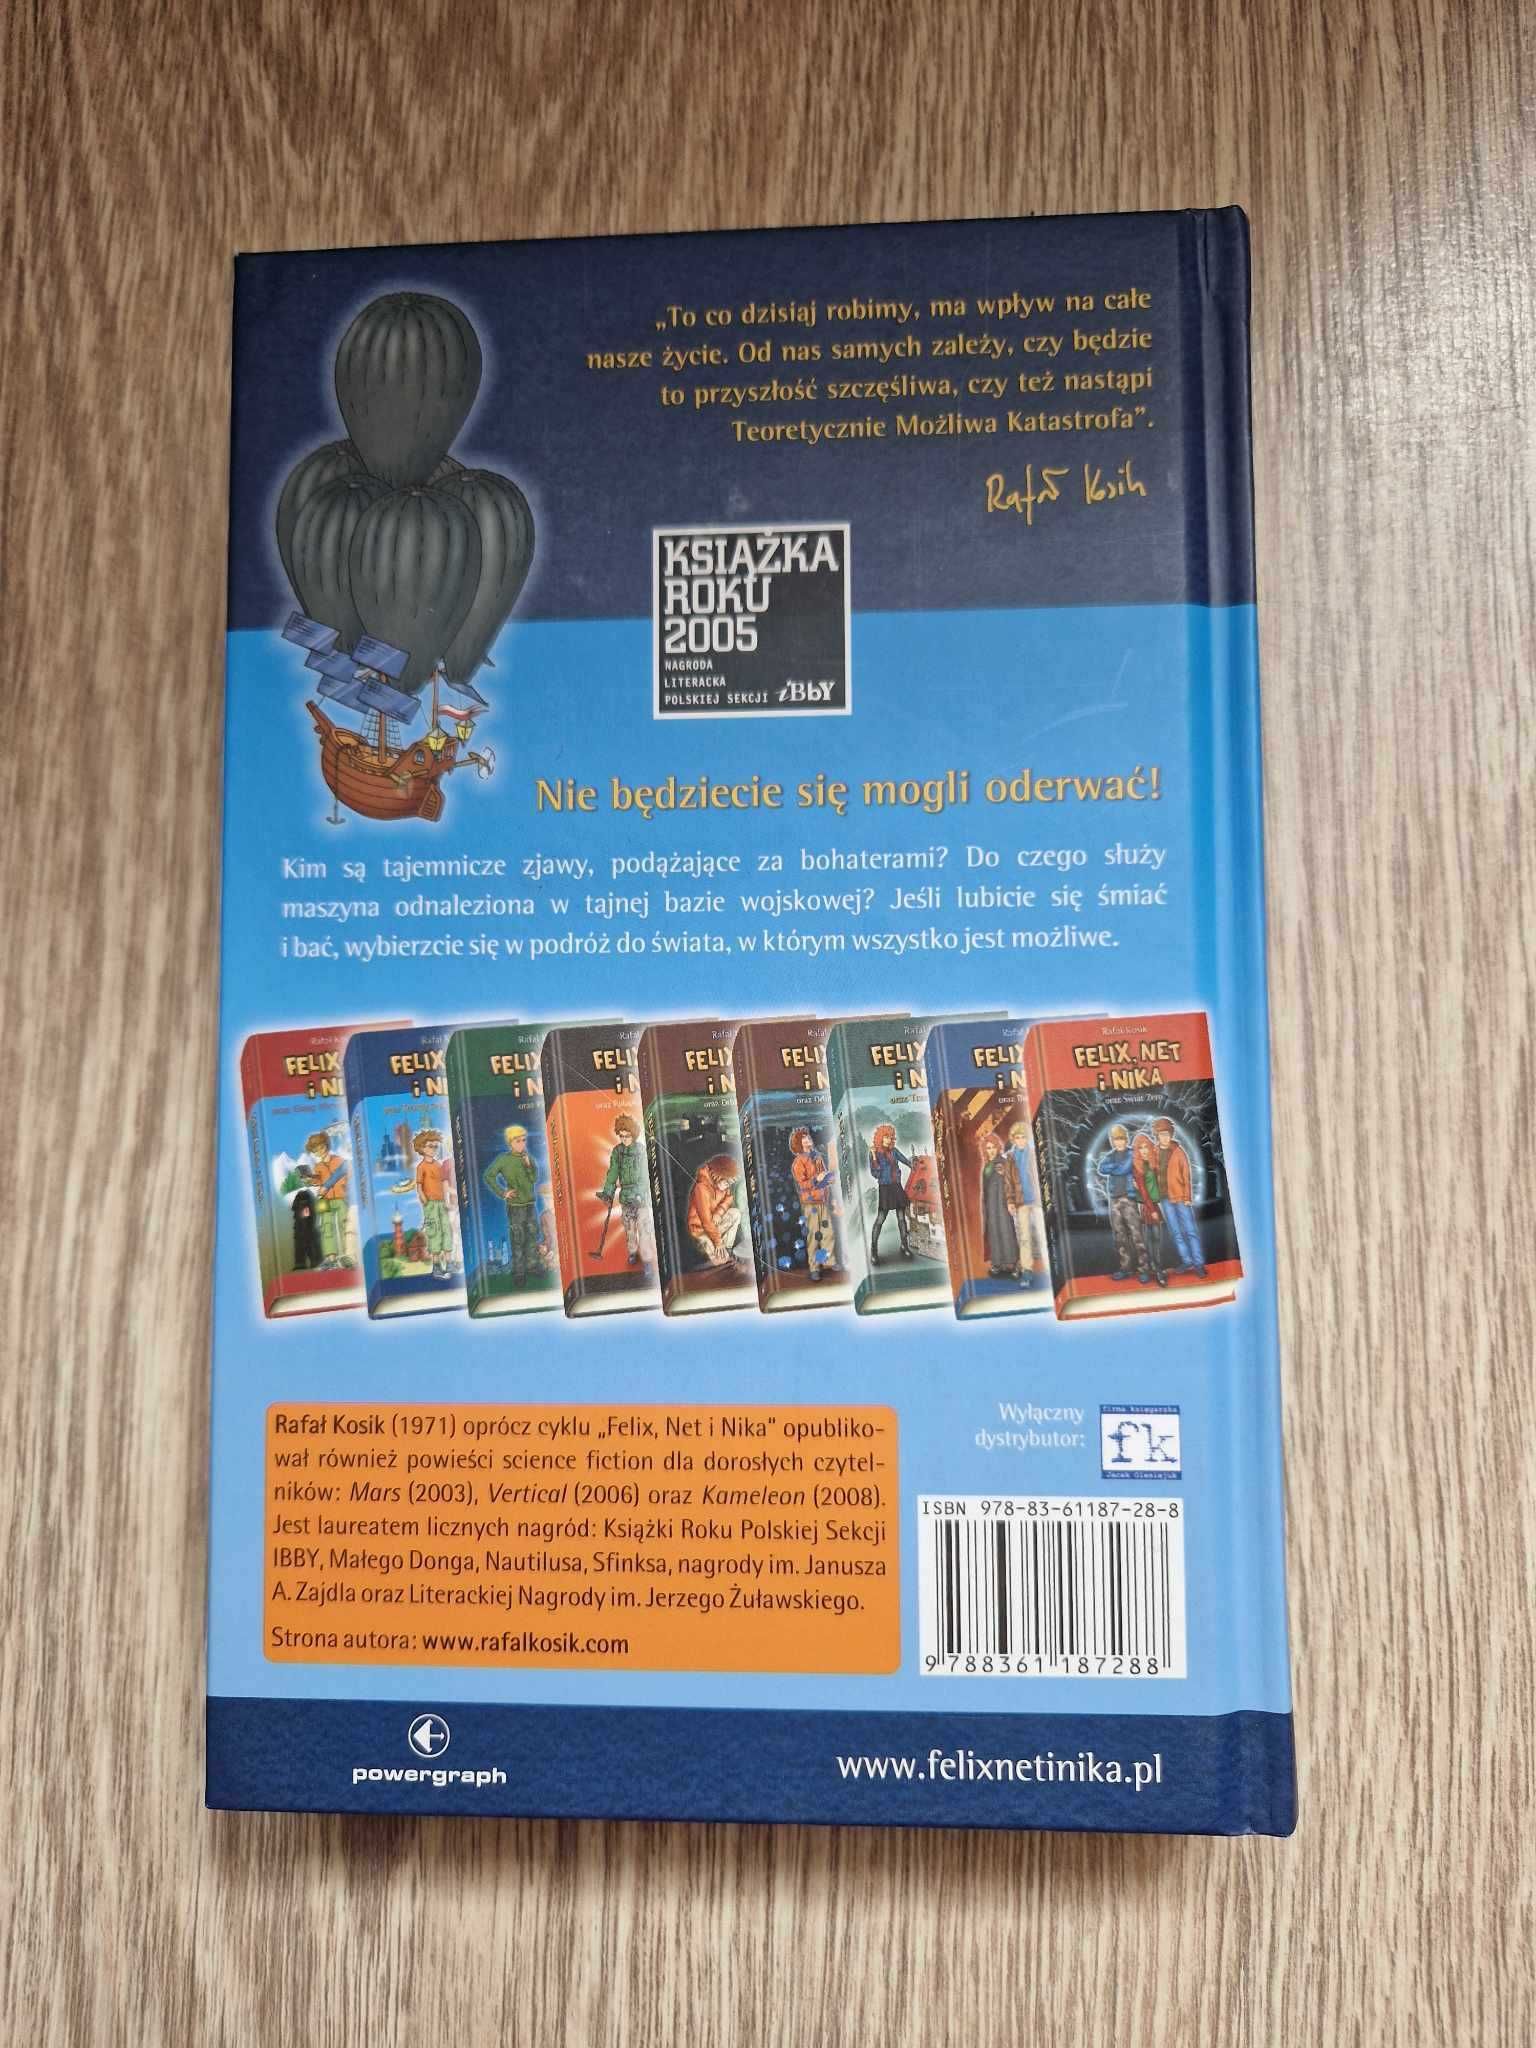 „To co dzisiaj robimy, ma wpływ na całe
nasze życie. Od nas samych zależy, czy będzie
to przyszłość szczęśliwa, czy też nastąpi
Teoretycznie Możliwa Katastrofa”.
Rafał Kosik
KSIĄŻKA
ROKU
2005
NAGRODA
LITERACKA
POLSKIEJ SEKCJI iBbY
Nie będziecie się mogli oderwać!
Kim są tajemnicze zjawy, podążające za bohaterami? Do czego służy
maszyna odnaleziona w tajnej bazie wojskowej? Jeśli lubicie się śmiać
i bać, wybierzcie się w podróż do świata, w którym wszystko jest możliwe.
Rafał Kosik
FELIX, NET
i NIKA
oraz Świat Zero
Rafał Kosik (1971) oprócz cyklu „Felix, Net i Nika" opubliko-
wał również powieści science fiction dla dorosłych czytel-
ników: Mars (2003), Vertical (2006) oraz Kameleon (2008).
Jest laureatem licznych nagród: Książki Roku Polskiej Sekcji
IBBY, Małego Donga, Nautilusa, Sfinksa, nagrody im. Janusza
A. Zajdla oraz Literackiej Nagrody im. Jerzego Żuławskiego.
Strona autora: www.rafalkosik.com
Wyłączny
dystrybutor:
firma księgarska
fk
Jacek Olesiejuk
ISBN 978-83-61187-28-8
9 788361 187288
powergraph
www.felixnetinika.pl